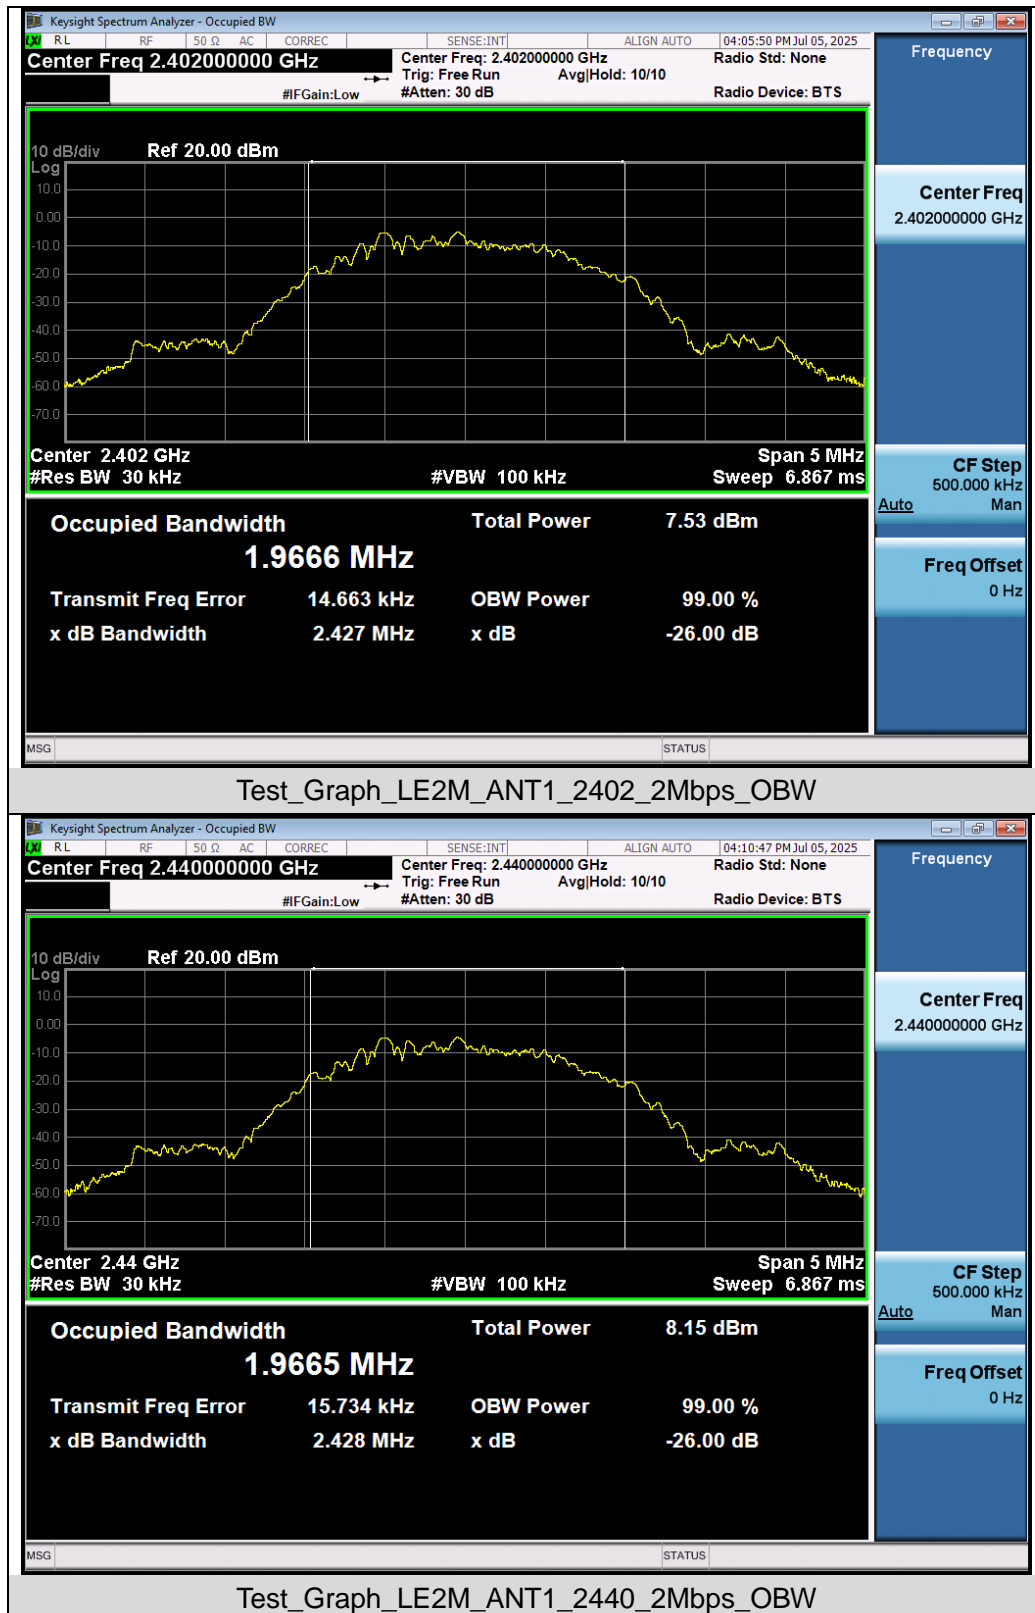 Keysight Spectrum Analyzer - Occupied BW
LXI RL RF 50 Ω AC CORREC SENSE:INT ALIGN AUTO 04:05:50 PM Jul 05, 2025
Center Freq 2.402000000 GHz
Center Freq: 2.402000000 GHz Radio Std: None
Trig: Free Run Avg|Hold: 10/10
#IFGain:Low #Atten: 30 dB Radio Device: BTS
Frequency
10 dB/div Ref 20.00 dBm
Log
10.0
0.00
-10.0
-20.0
-30.0
-40.0
-50.0
-60.0
-70.0
Center 2.402 GHz Span 5 MHz
#Res BW 30 kHz #VBW 100 kHz Sweep 6.867 ms
Center Freq
2.402000000 GHz
CF Step
500.000 kHz
Auto Man
Freq Offset
0 Hz
Occupied Bandwidth Total Power 7.53 dBm
1.9666 MHz
Transmit Freq Error 14.663 kHz OBW Power 99.00 %
x dB Bandwidth 2.427 MHz x dB -26.00 dB
MSG STATUS
Test_Graph_LE2M_ANT1_2402_2Mbps_OBW
Keysight Spectrum Analyzer - Occupied BW
LXI RL RF 50 Ω AC CORREC SENSE:INT ALIGN AUTO 04:10:47 PM Jul 05, 2025
Center Freq 2.440000000 GHz
Center Freq: 2.440000000 GHz Radio Std: None
Trig: Free Run Avg|Hold: 10/10
#IFGain:Low #Atten: 30 dB Radio Device: BTS
Frequency
10 dB/div Ref 20.00 dBm
Log
10.0
0.00
-10.0
-20.0
-30.0
-40.0
-50.0
-60.0
-70.0
Center 2.44 GHz Span 5 MHz
#Res BW 30 kHz #VBW 100 kHz Sweep 6.867 ms
Center Freq
2.440000000 GHz
CF Step
500.000 kHz
Auto Man
Freq Offset
0 Hz
Occupied Bandwidth Total Power 8.15 dBm
1.9665 MHz
Transmit Freq Error 15.734 kHz OBW Power 99.00 %
x dB Bandwidth 2.428 MHz x dB -26.00 dB
MSG STATUS
Test_Graph_LE2M_ANT1_2440_2Mbps_OBW